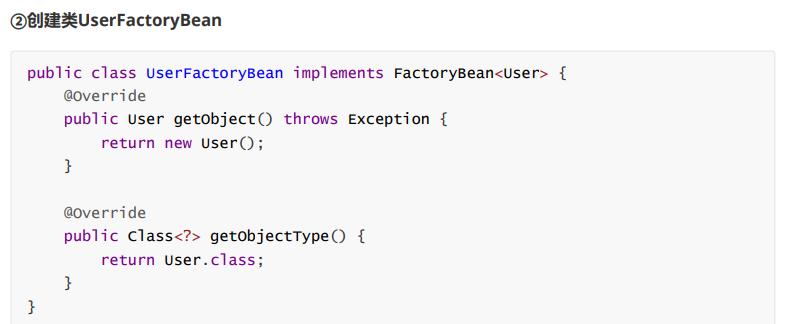 ②创建类UserFactoryBean
public class UserFactoryBean implements FactoryBean<User> {
    @Override
    public User getObject() throws Exception {
        return new User();
    }

    @Override
    public Class<?> getObjectType() {
        return User.class;
    }
}